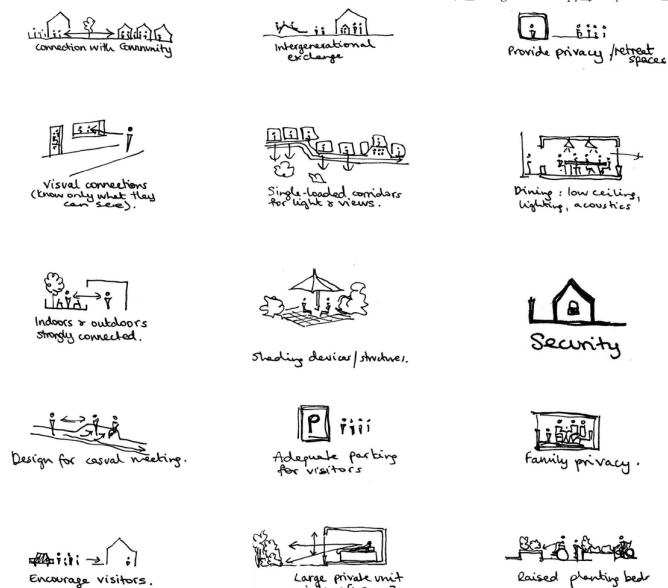 Connection with Community
Intergenerational
exchange
Provide privacy /retreat
spaces
Visual connections
(know only what they
can see).
Single-loaded corridors
for light & views.
Dining : low ceiling,
lighting, acoustics
Indoors & outdoors
strongly connected.
Shading devices/structures.
Security
Design for casual meeting.
P
Adequate parking
for visitors
Family privacy.
Encourage visitors.
Large private unit
Raised planting beds